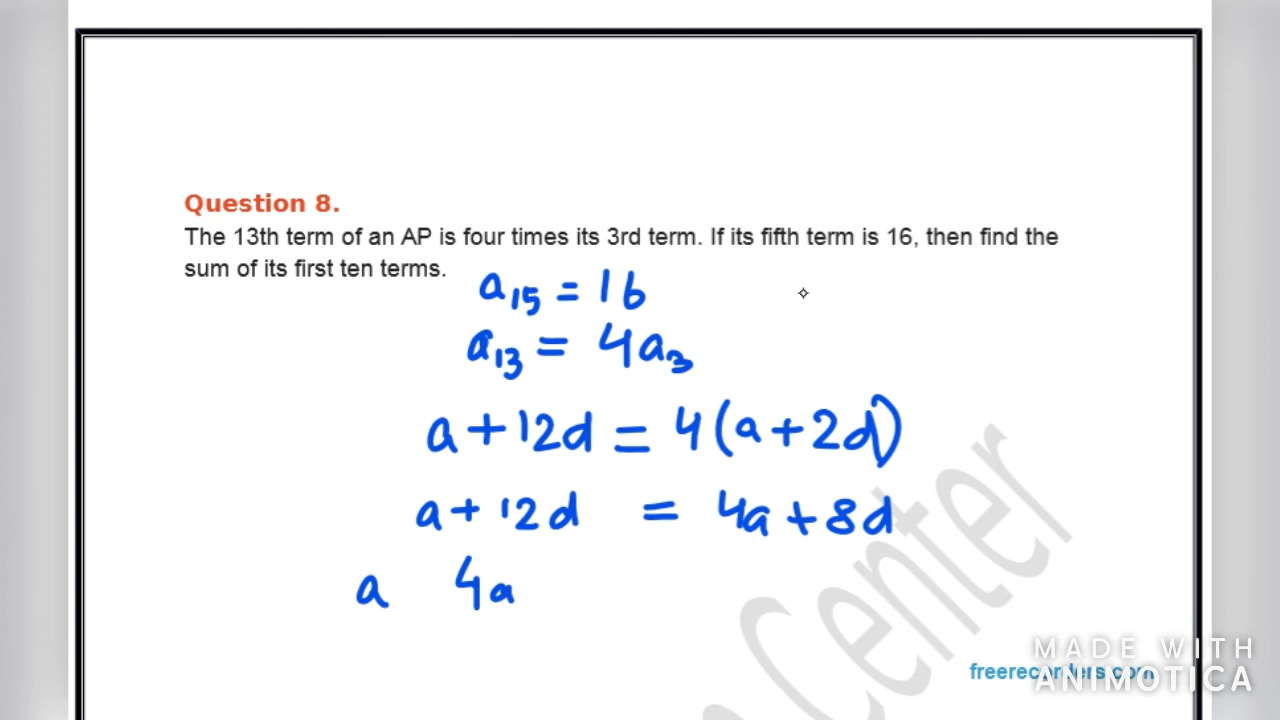 Question 8.
The 13th term of an AP is four times its 3rd term. If its fifth term is 16, then find the
sum of its first ten terms.
a₁₅ = 16
a₁₃ = 4a₃
a + 12d = 4(a + 2d)
a + 12d = 4a + 8d
a 4a
Center
MADE WITH
ANIMOTICA